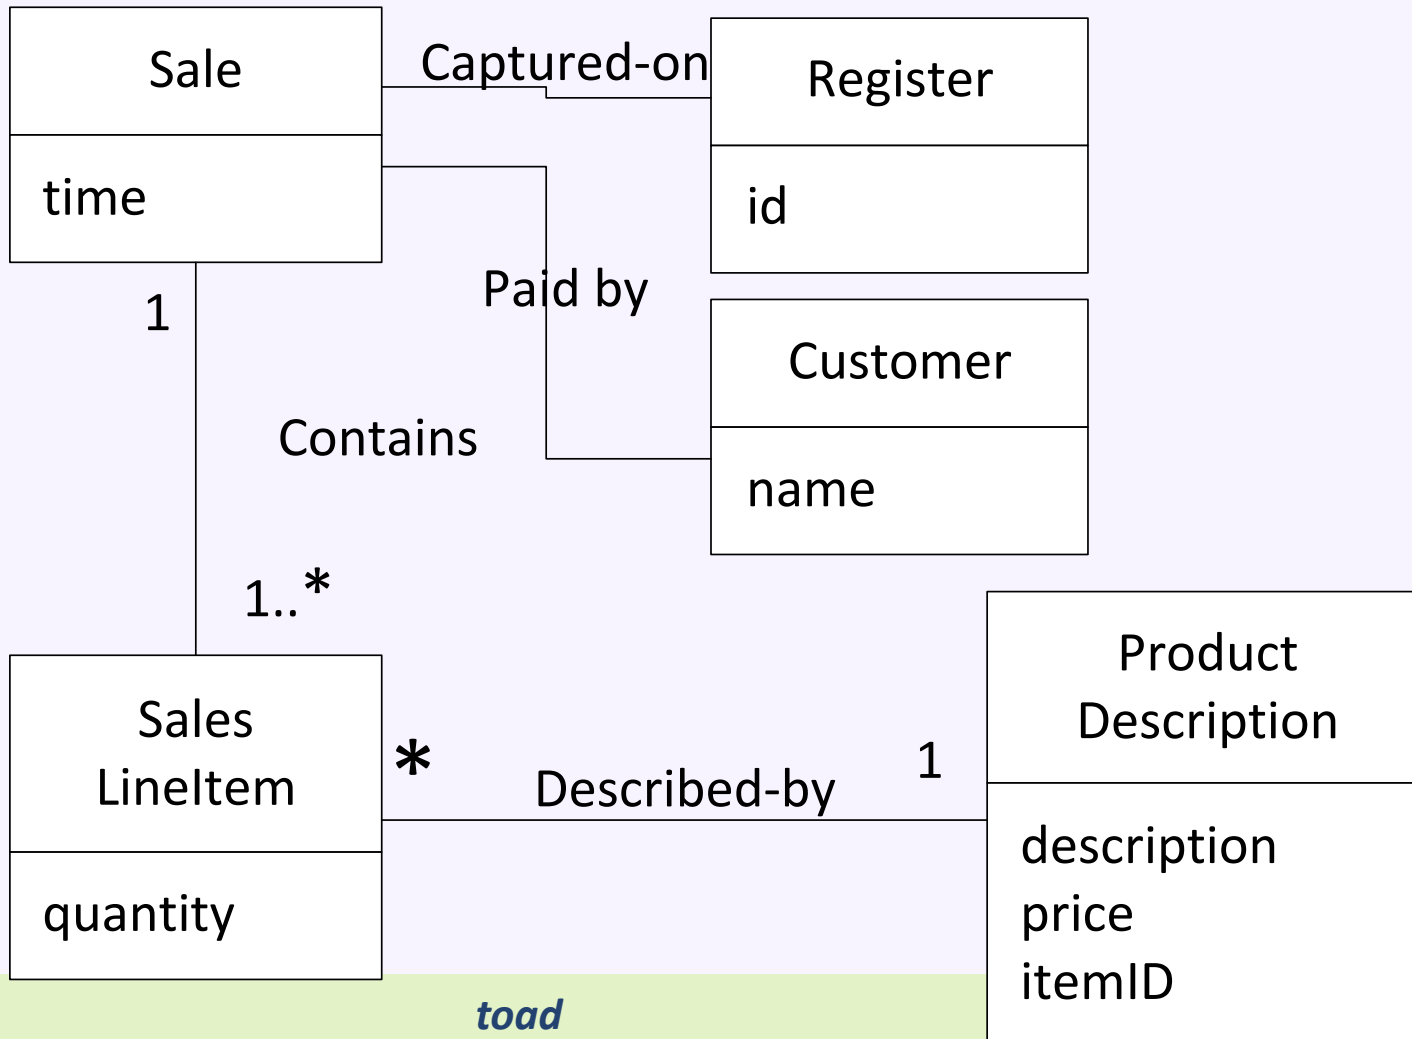 Sale
Captured-on
Register
time
id
Paid by
1
Customer
Contains
name
1..*
Product
Description
Sales
LineItem
*
Described-by
1
description
price
itemID
quantity
toad